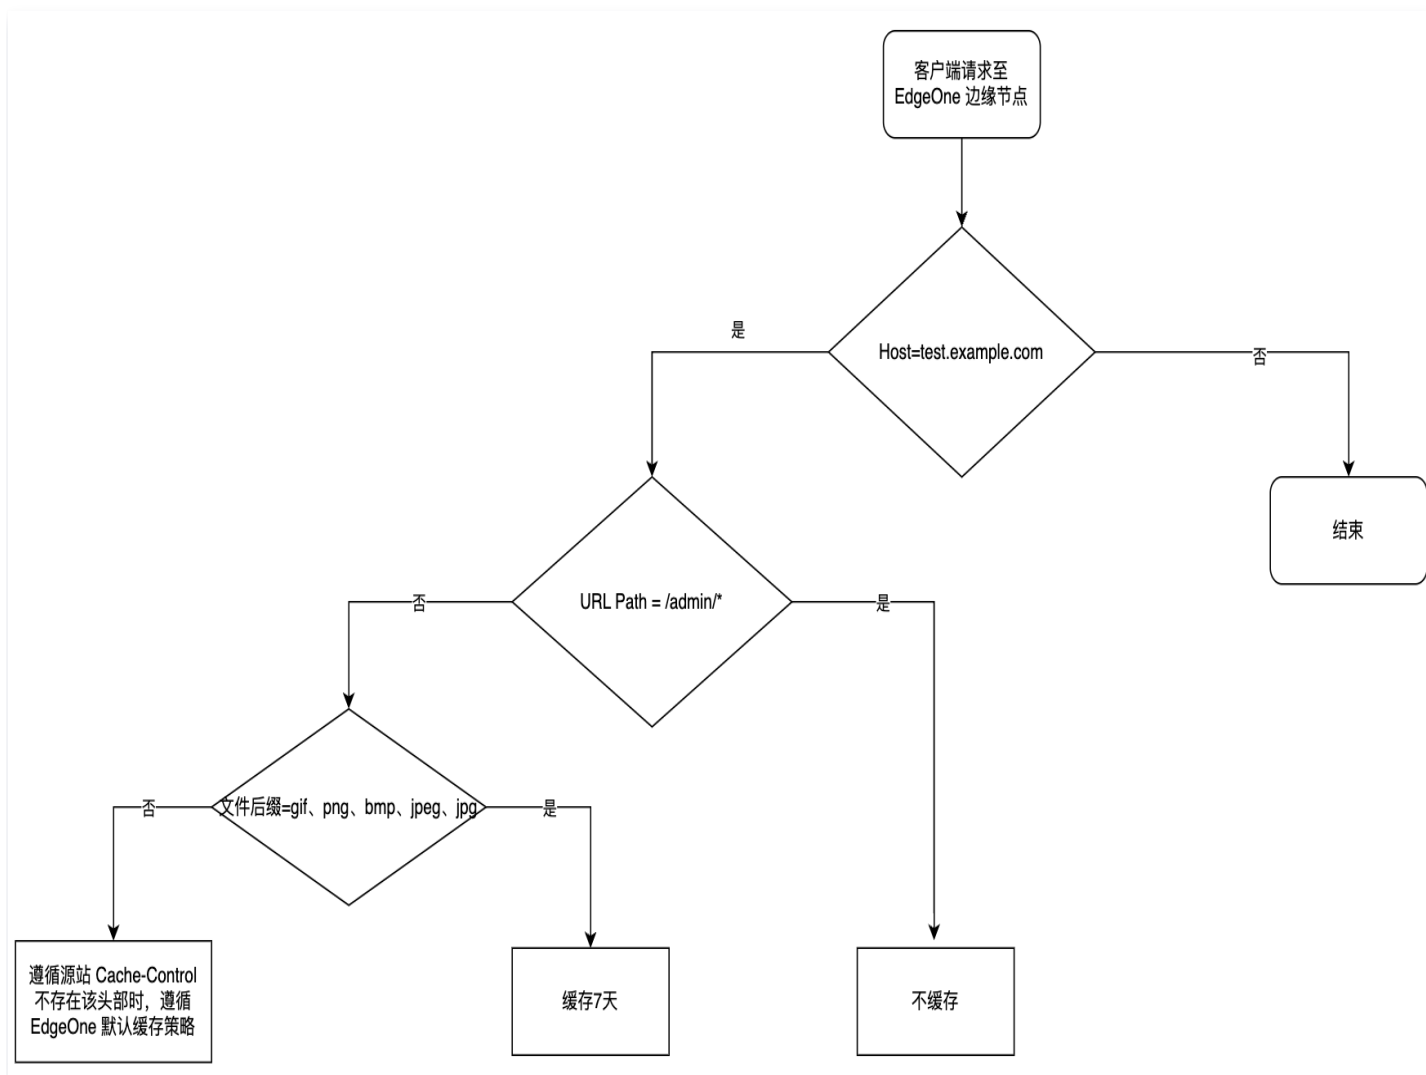 客户端请求至
EdgeOne 边缘节点
是
Host=test.example.com
否
结束
否
URL Path = /admin/*
是
否
文件后缀=gif、png、bmp、jpeg、jpg
是
遵循源站 Cache-Control
不存在该头部时，遵循
EdgeOne 默认缓存策略
缓存7天
不缓存